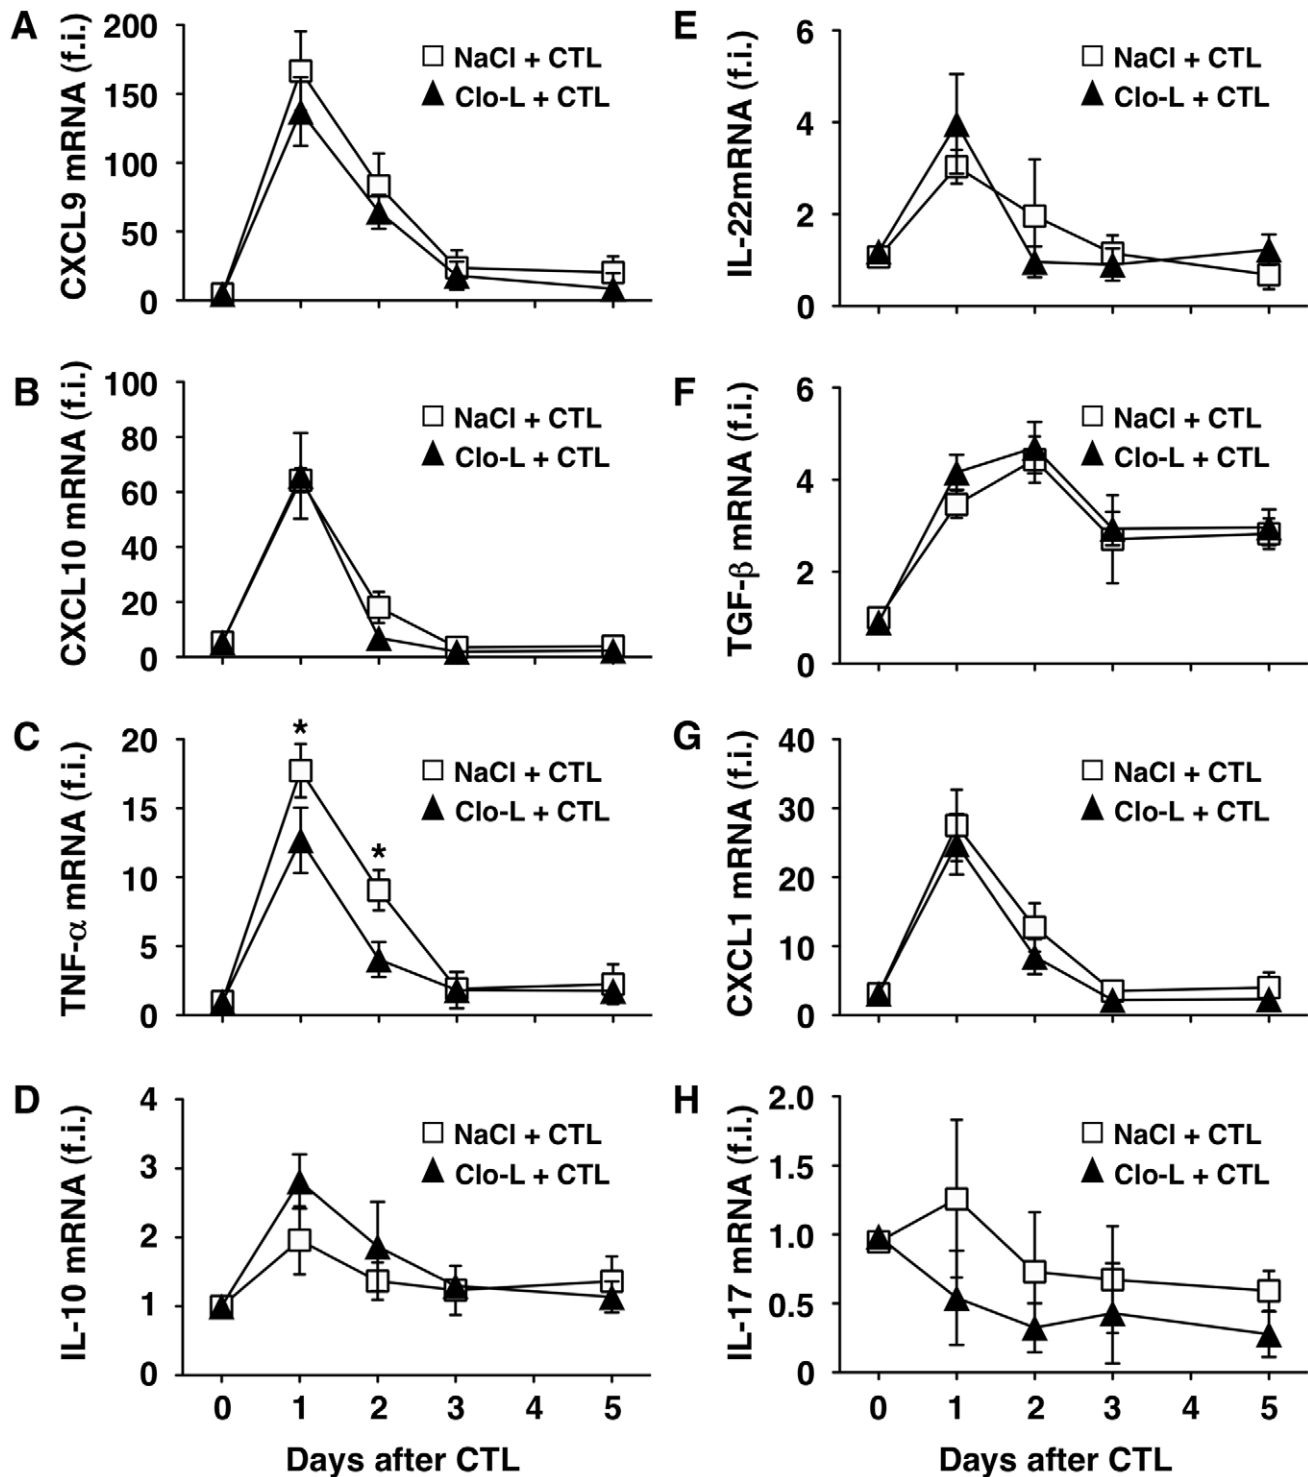 A
CXCL9 mRNA (f.i.)
200
150
100
50
0
NaCl + CTL
Clo-L + CTL
B
CXCL10 mRNA (f.i.)
100
80
60
40
20
0
NaCl + CTL
Clo-L + CTL
C
TNF-α mRNA (f.i.)
20
15
10
5
0
*
*
NaCl + CTL
Clo-L + CTL
D
IL-10 mRNA (f.i.)
4
3
2
1
0
NaCl + CTL
Clo-L + CTL
0 1 2 3 4 5
Days after CTL
E
IL-22mRNA (f.i.)
6
4
2
0
NaCl + CTL
Clo-L + CTL
F
TGF-β mRNA (f.i.)
6
4
2
0
NaCl + CTL
Clo-L + CTL
G
CXCL1 mRNA (f.i.)
40
30
20
10
0
NaCl + CTL
Clo-L + CTL
H
IL-17 mRNA (f.i.)
2.0
1.5
1.0
0.5
0
NaCl + CTL
Clo-L + CTL
0 1 2 3 4 5
Days after CTL